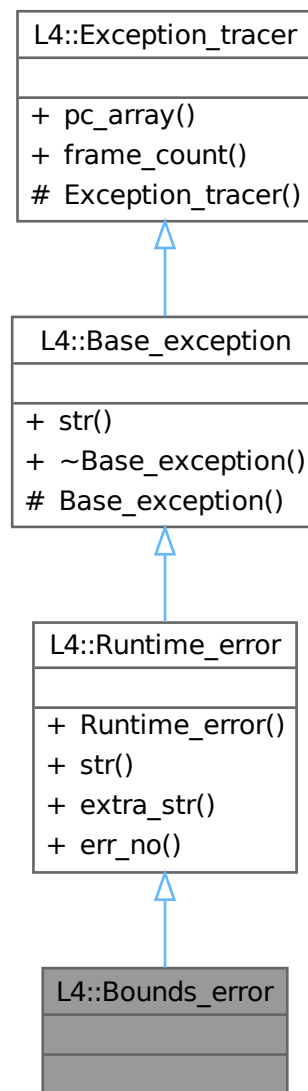 L4::Exception_tracer
+ pc_array()
+ frame_count()
# Exception_tracer()
L4::Base_exception
+ str()
+ ~Base_exception()
# Base_exception()
L4::Runtime_error
+ Runtime_error()
+ str()
+ extra_str()
+ err_no()
L4::Bounds_error